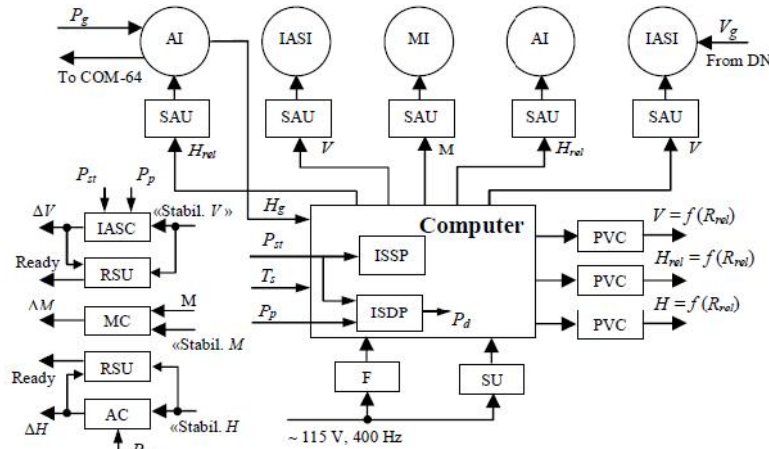 P_g
AI
IASI
MI
AI
IASI
V_g
To COM-64
From DN
SAU
SAU
SAU
SAU
SAU
H_rel
V
M
H_rel
V
P_st
P_p
ΔV
IASC
«Stabil. V»
Ready
RSU
ΔM
MC
M
«Stabil. M
RSU
Ready
ΔH
AC
«Stabil. H
H_g
Computer
P_st
ISSP
T_s
P_p
ISDP
P_d
PVC
V = f(R_rel)
PVC
H_rel = f(R_rel)
PVC
H = f(R_rel)
F
SU
~ 115 V, 400 Hz